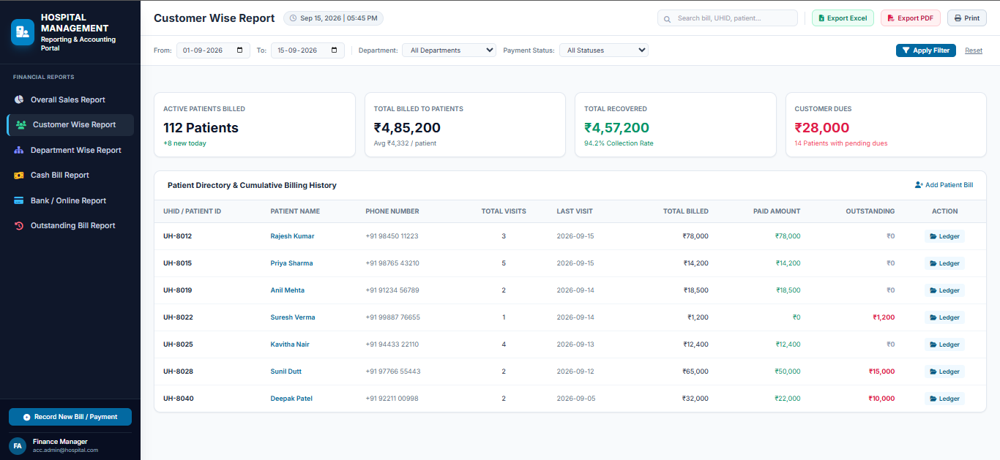 HOSPITAL
MANAGEMENT
Reporting & Accounting
Portal
FINANCIAL REPORTS
Overall Sales Report
Customer Wise Report
Department Wise Report
Cash Bill Report
Bank / Online Report
Outstanding Bill Report
Record New Bill / Payment
FA
Finance Manager
acc.admin@hospital.com
Customer Wise Report
Sep 15, 2026 | 05:45 PM
Search bill, UHID, patient...
Export Excel
Export PDF
Print
From: 01-09-2026 To: 15-09-2026 Department: All Departments Payment Status: All Statuses Apply Filter Reset
ACTIVE PATIENTS BILLED
112 Patients
+8 new today
TOTAL BILLED TO PATIENTS
₹4,85,200
Avg ₹4,332 / patient
TOTAL RECOVERED
₹4,57,200
94.2% Collection Rate
CUSTOMER DUES
₹28,000
14 Patients with pending dues
Patient Directory & Cumulative Billing History
Add Patient Bill
UHID / PATIENT ID PATIENT NAME PHONE NUMBER TOTAL VISITS LAST VISIT TOTAL BILLED PAID AMOUNT OUTSTANDING ACTION
UH-8012 Rajesh Kumar +91 98450 11223 3 2026-09-15 ₹78,000 ₹78,000 ₹0 Ledger
UH-8015 Priya Sharma +91 98765 43210 5 2026-09-15 ₹14,200 ₹14,200 ₹0 Ledger
UH-8019 Anil Mehta +91 91234 56789 2 2026-09-14 ₹18,500 ₹18,500 ₹0 Ledger
UH-8022 Suresh Verma +91 99887 76655 1 2026-09-14 ₹1,200 ₹0 ₹1,200 Ledger
UH-8025 Kavitha Nair +91 94433 22110 4 2026-09-13 ₹12,400 ₹12,400 ₹0 Ledger
UH-8028 Sunil Dutt +91 97766 55443 2 2026-09-12 ₹65,000 ₹50,000 ₹15,000 Ledger
UH-8040 Deepak Patel +91 92211 00998 2 2026-09-05 ₹32,000 ₹22,000 ₹10,000 Ledger